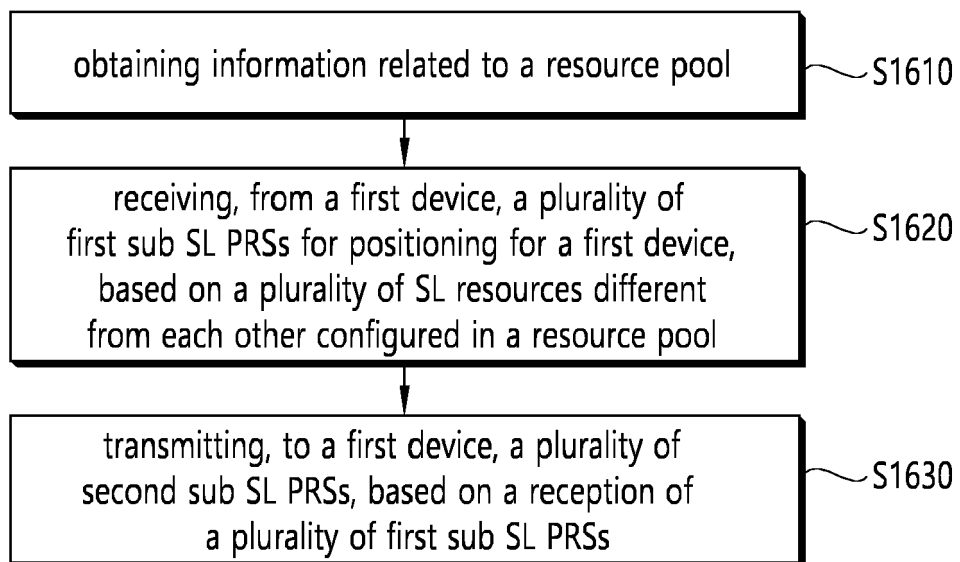 obtaining information related to a resource pool
S1610
receiving, from a first device, a plurality of
first sub SL PRSs for positioning for a first device,
based on a plurality of SL resources different
from each other configured in a resource pool
S1620
transmitting, to a first device, a plurality of
second sub SL PRSs, based on a reception of
a plurality of first sub SL PRSs
S1630